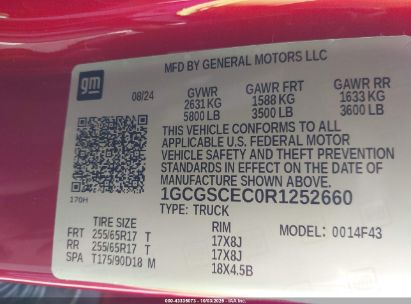 MFD BY GENERAL MOTORS LLC
gm
08/24
GVWR GAWR FRT GAWR RR
2631 KG 1588 KG 1633 KG
5800 LB 3500 LB 3600 LB
THIS VEHICLE CONFORMS TO ALL
APPLICABLE U.S. FEDERAL MOTOR
VEHICLE SAFETY AND THEFT PREVENTION
STANDARDS IN EFFECT ON THE DATE OF
MANUFACTURE SHOWN ABOVE.
170H
1GCGSCEC0R1252660
TYPE: TRUCK
TIRE SIZE RIM MODEL 0014F43
FRT 255/65R17 T 17X8J
RR 255/65R17 T 17X8J
SPA T175/90D18 M 18X4.5B